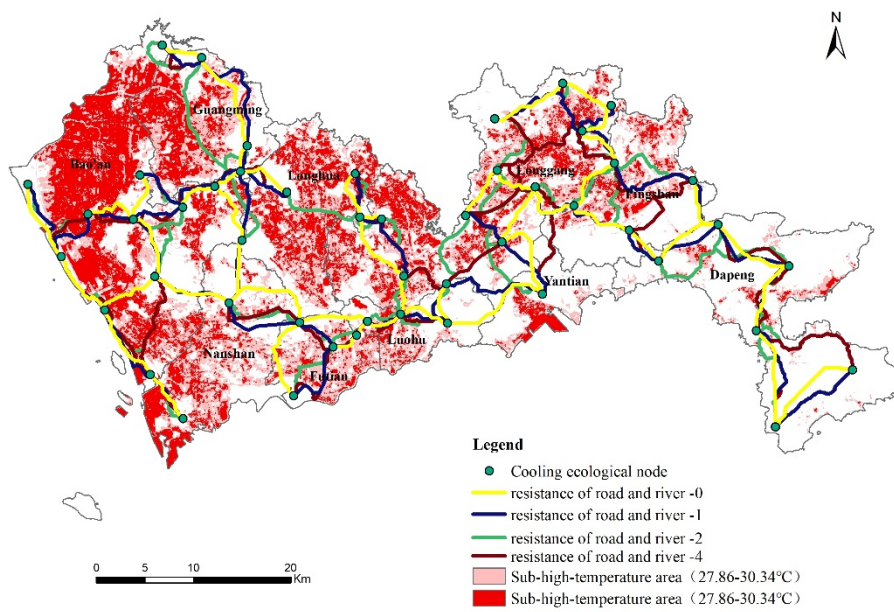 N
Guangming
Bao'an
Longhua
Longgang
Pingshan
Yantian
Dapeng
Nanshan
Luohu
Futian
Legend
Cooling ecological node
resistance of road and river -0
resistance of road and river -1
resistance of road and river -2
resistance of road and river -4
Sub-high-temperature area（27.86-30.34°C）
Sub-high-temperature area（27.86-30.34°C）
0 5 10 20
Km